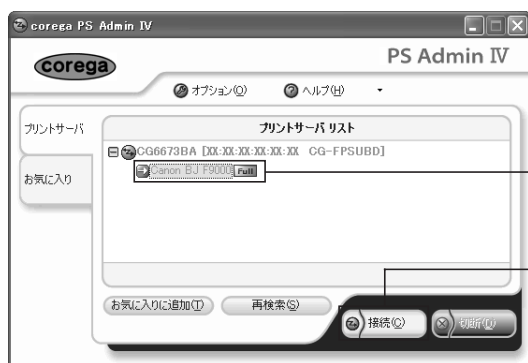 corega PS Admin IV
corega
PS Admin IV
オプション(O)
ヘルプ(H)
プリントサーバ
お気に入り
プリントサーバ リスト
CG6673BA [XX:XX:XX:XX:XX:XX CG-FPSUBD]
Canon BJ F9000 Full
お気に入りに追加(T)
再検索(S)
接続(C)
切断(D)